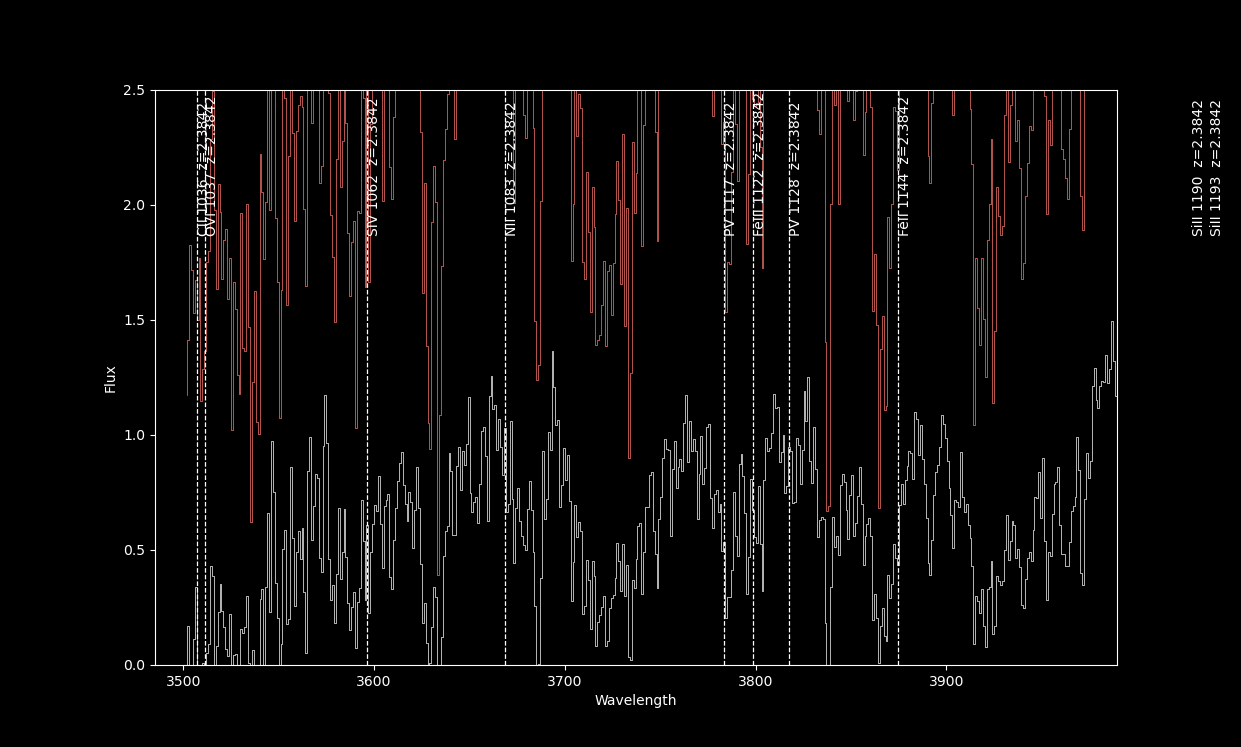 2.5
2.0
1.5
1.0
0.5
0.0
Flux
3500
3600
3700
3800
3900
Wavelength
CII 1036  z=2.3842
OVI 1037  z=2.3842
SIV 1062  z=2.3842
NII 1083  z=2.3842
PV 1117  z=2.3842
FeIII 1122  z=2.3842
PV 1128  z=2.3842
FeII 1144  z=2.3842
SiII 1190  z=2.3842
SiII 1193  z=2.3842